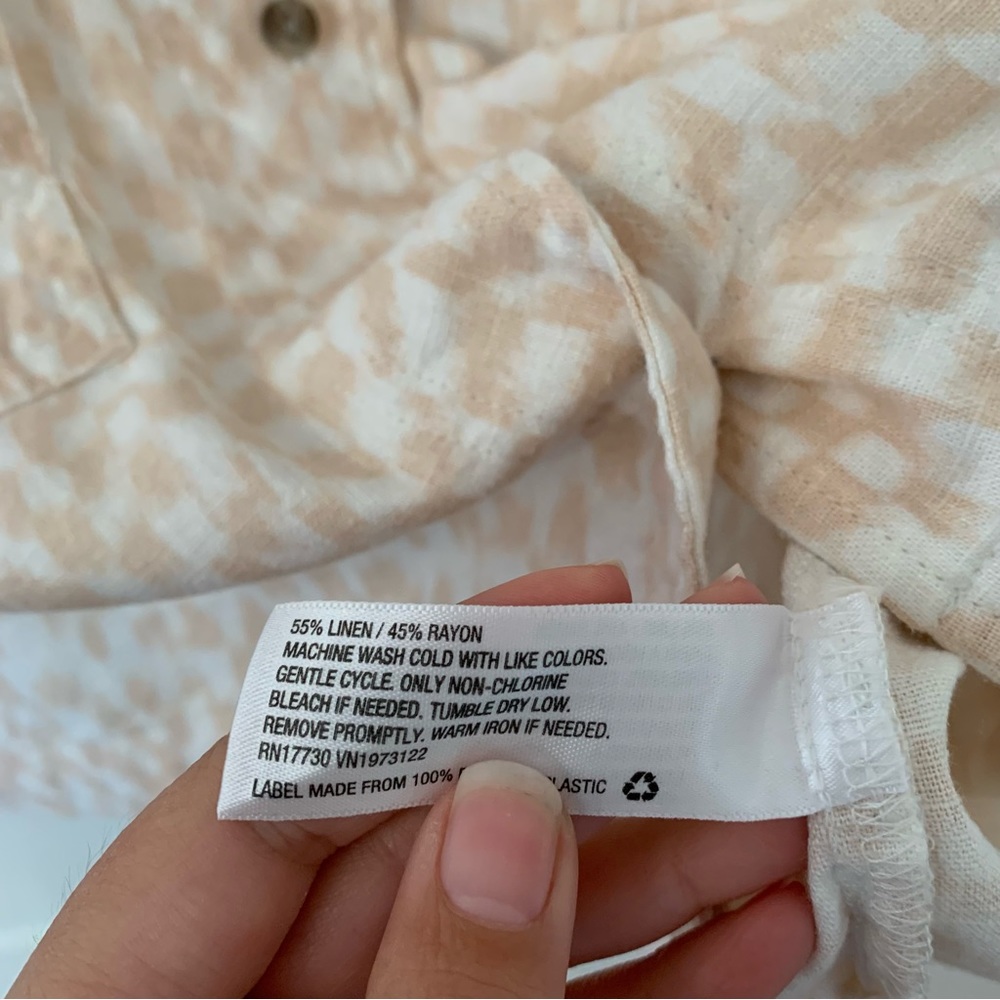 55% LINEN / 45% RAYON
MACHINE WASH COLD WITH LIKE COLORS.
GENTLE CYCLE. ONLY NON-CHLORINE
BLEACH IF NEEDED. TUMBLE DRY LOW.
REMOVE PROMPTLY. WARM IRON IF NEEDED.
RN17730 VN1973122
LABEL MADE FROM 100%